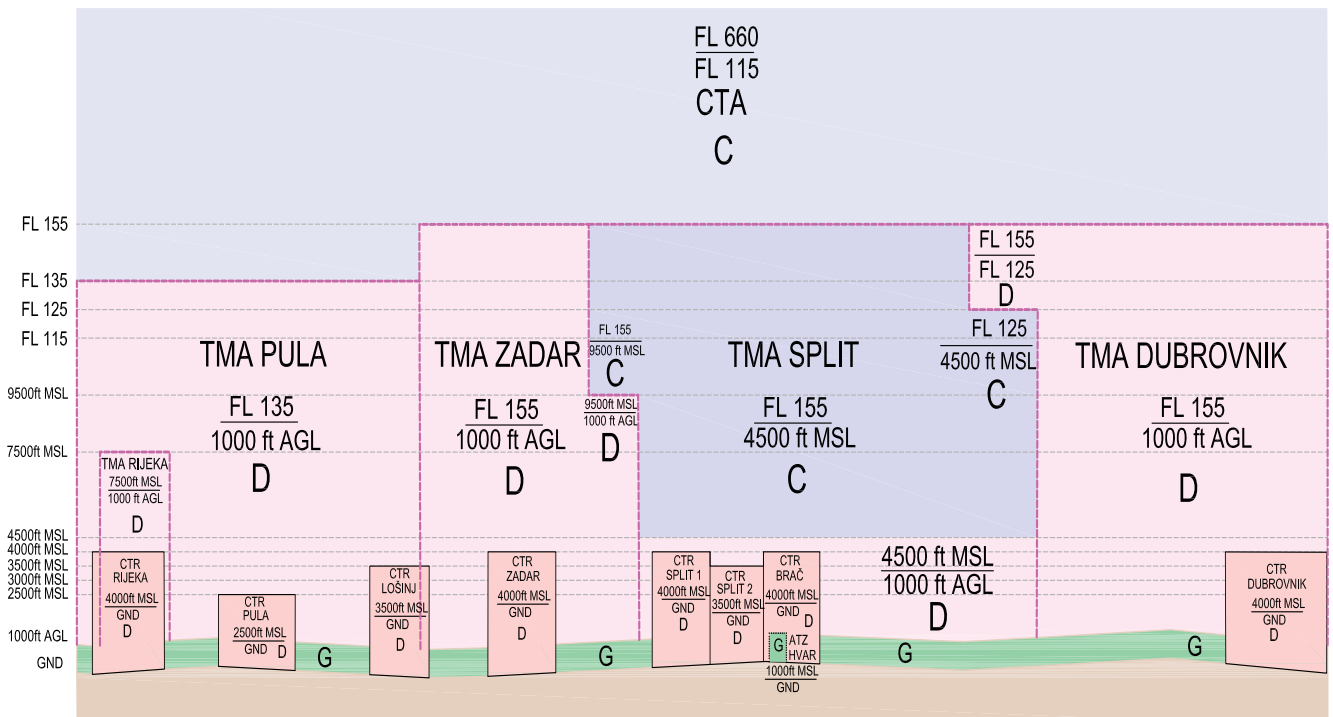 FL 660
FL 115
CTA
C
FL 155
FL 135
FL 125
FL 115
9500ft MSL
7500ft MSL
4500ft MSL
4000ft MSL
3500ft MSL
3000ft MSL
2500ft MSL
1000ft AGL
GND
TMA PULA
FL 135
1000 ft AGL
D
TMA RIJEKA
7500ft MSL
1000 ft AGL
D
CTR
RIJEKA
4000ft MSL
GND
D
CTR
PULA
2500ft MSL
GND D
G
CTR
LOŠINJ
3500ft MSL
GND
D
TMA ZADAR
FL 155
1000 ft AGL
D
CTR
ZADAR
4000ft MSL
GND
D
FL 155
9500 ft MSL
C
9500ft MSL
1000ft AGL
D
G
TMA SPLIT
FL 155
4500 ft MSL
C
CTR
SPLIT 1
4000ft MSL
GND
D
CTR
SPLIT 2
3500ft MSL
GND
D
CTR
BRAČ
4000ft MSL
GND
D
G ATZ
HVAR
1000ft MSL
GND
4500 ft MSL
1000 ft AGL
D
G
FL 155
FL 125
D
FL 125
4500 ft MSL
C
TMA DUBROVNIK
FL 155
1000 ft AGL
D
G
CTR
DUBROVNIK
4000ft MSL
GND
D